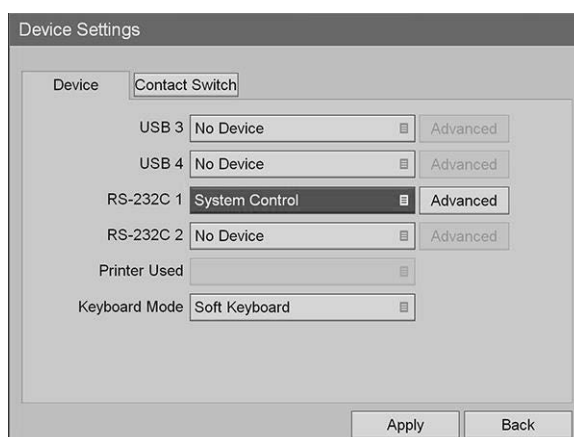 Device Settings
Device Contact Switch
USB 3 No Device Advanced
USB 4 No Device Advanced
RS-232C 1 System Control Advanced
RS-232C 2 No Device Advanced
Printer Used
Keyboard Mode Soft Keyboard
Apply Back